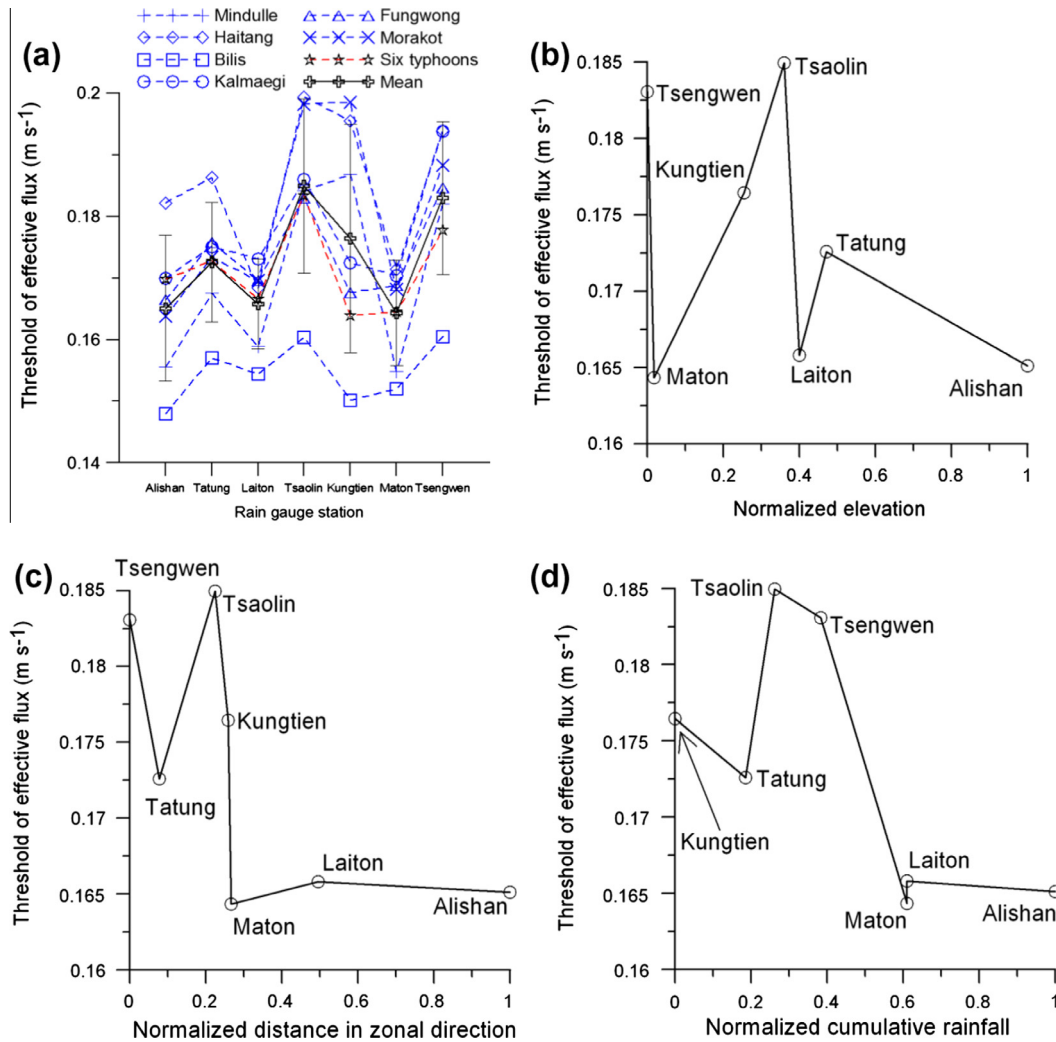 (a)
Mindulle
Haitang
Bilis
Kalmaegi
Fungwong
Morakot
Six typhoons
Mean
Threshold of effective flux (m s-1)
0.2
0.18
0.16
0.14
Alishan Tatung Laiton Tsaolin Kungtien Maton Tsengwen
Rain gauge station
(b)
Threshold of effective flux (m s-1)
0.185
0.18
0.175
0.17
0.165
0.16
Tsengwen
Tsaolin
Kungtien
Tatung
Maton
Laiton
Alishan
0 0.2 0.4 0.6 0.8 1
Normalized elevation
(c)
Threshold of effective flux (m s-1)
0.185
0.18
0.175
0.17
0.165
0.16
Tsengwen
Tsaolin
Kungtien
Tatung
Laiton
Maton
Alishan
0 0.2 0.4 0.6 0.8 1
Normalized distance in zonal direction
(d)
Threshold of effective flux (m s-1)
0.185
0.18
0.175
0.17
0.165
0.16
Tsaolin
Tsengwen
Tatung
Kungtien
Laiton
Maton
Alishan
0 0.2 0.4 0.6 0.8 1
Normalized cumulative rainfall